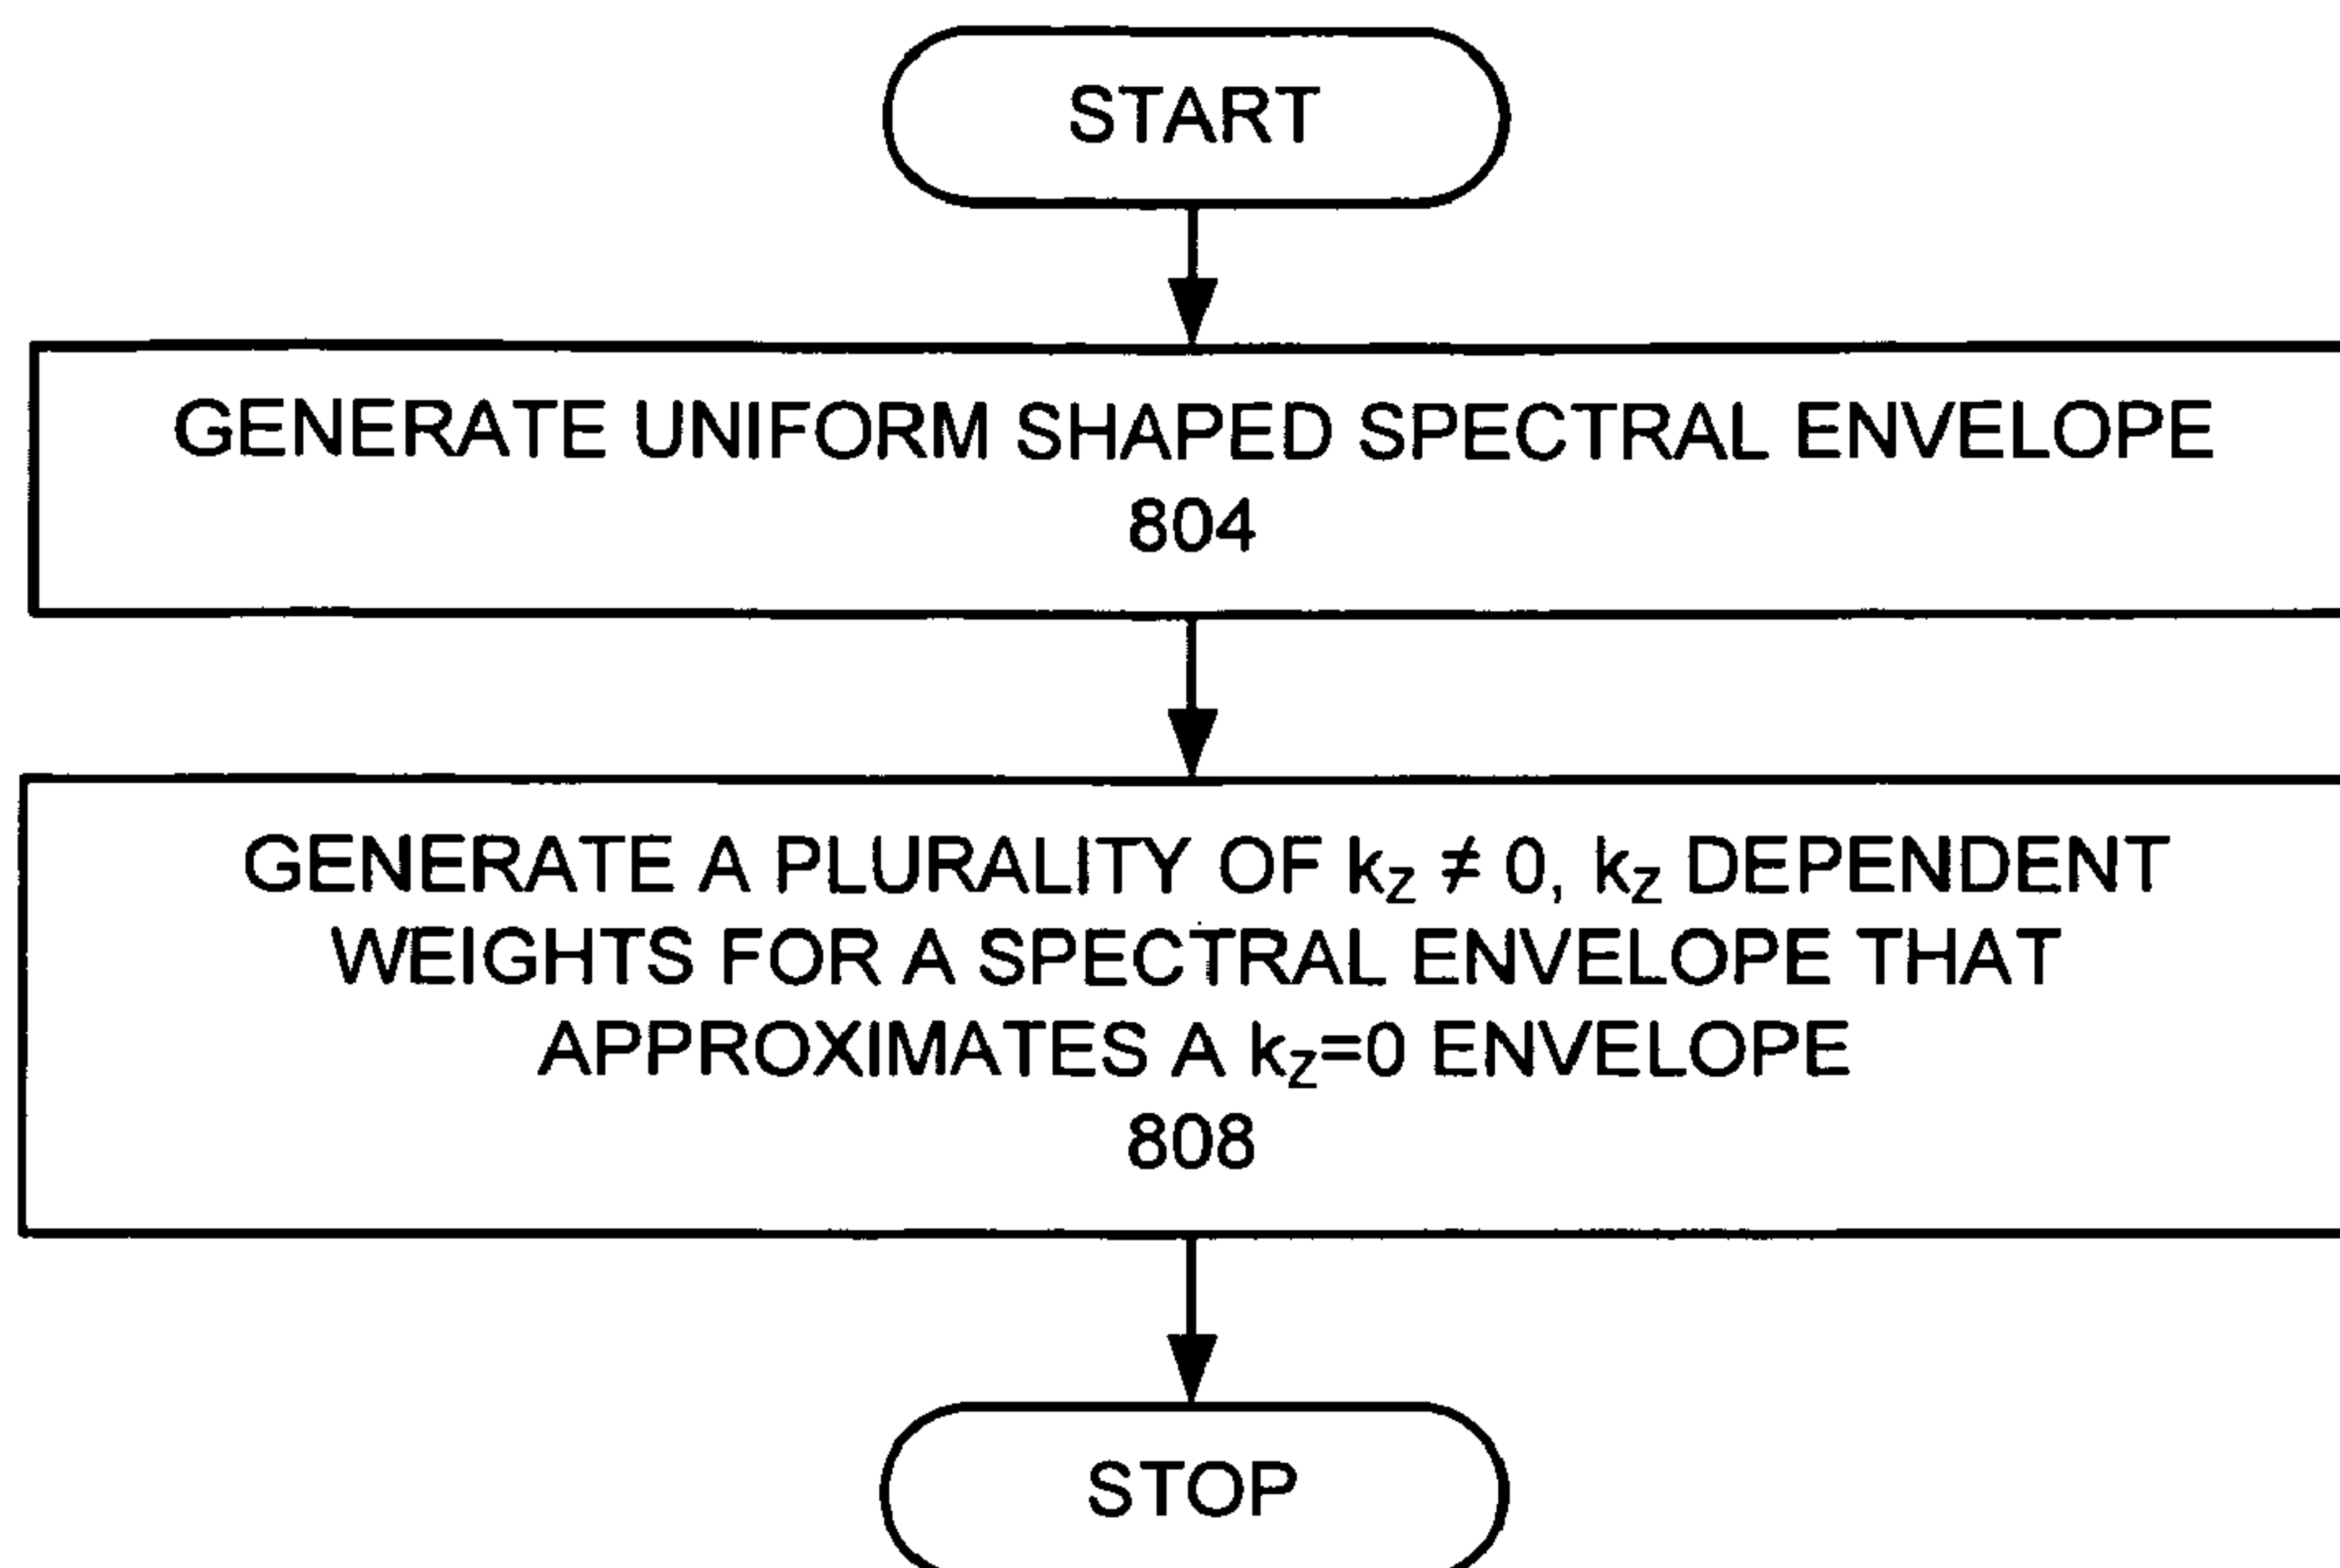 START
GENERATE UNIFORM SHAPED SPECTRAL ENVELOPE
804
GENERATE A PLURALITY OF kz ≠ 0, kz DEPENDENT
WEIGHTS FOR A SPECTRAL ENVELOPE THAT
APPROXIMATES A kz=0 ENVELOPE
808
STOP